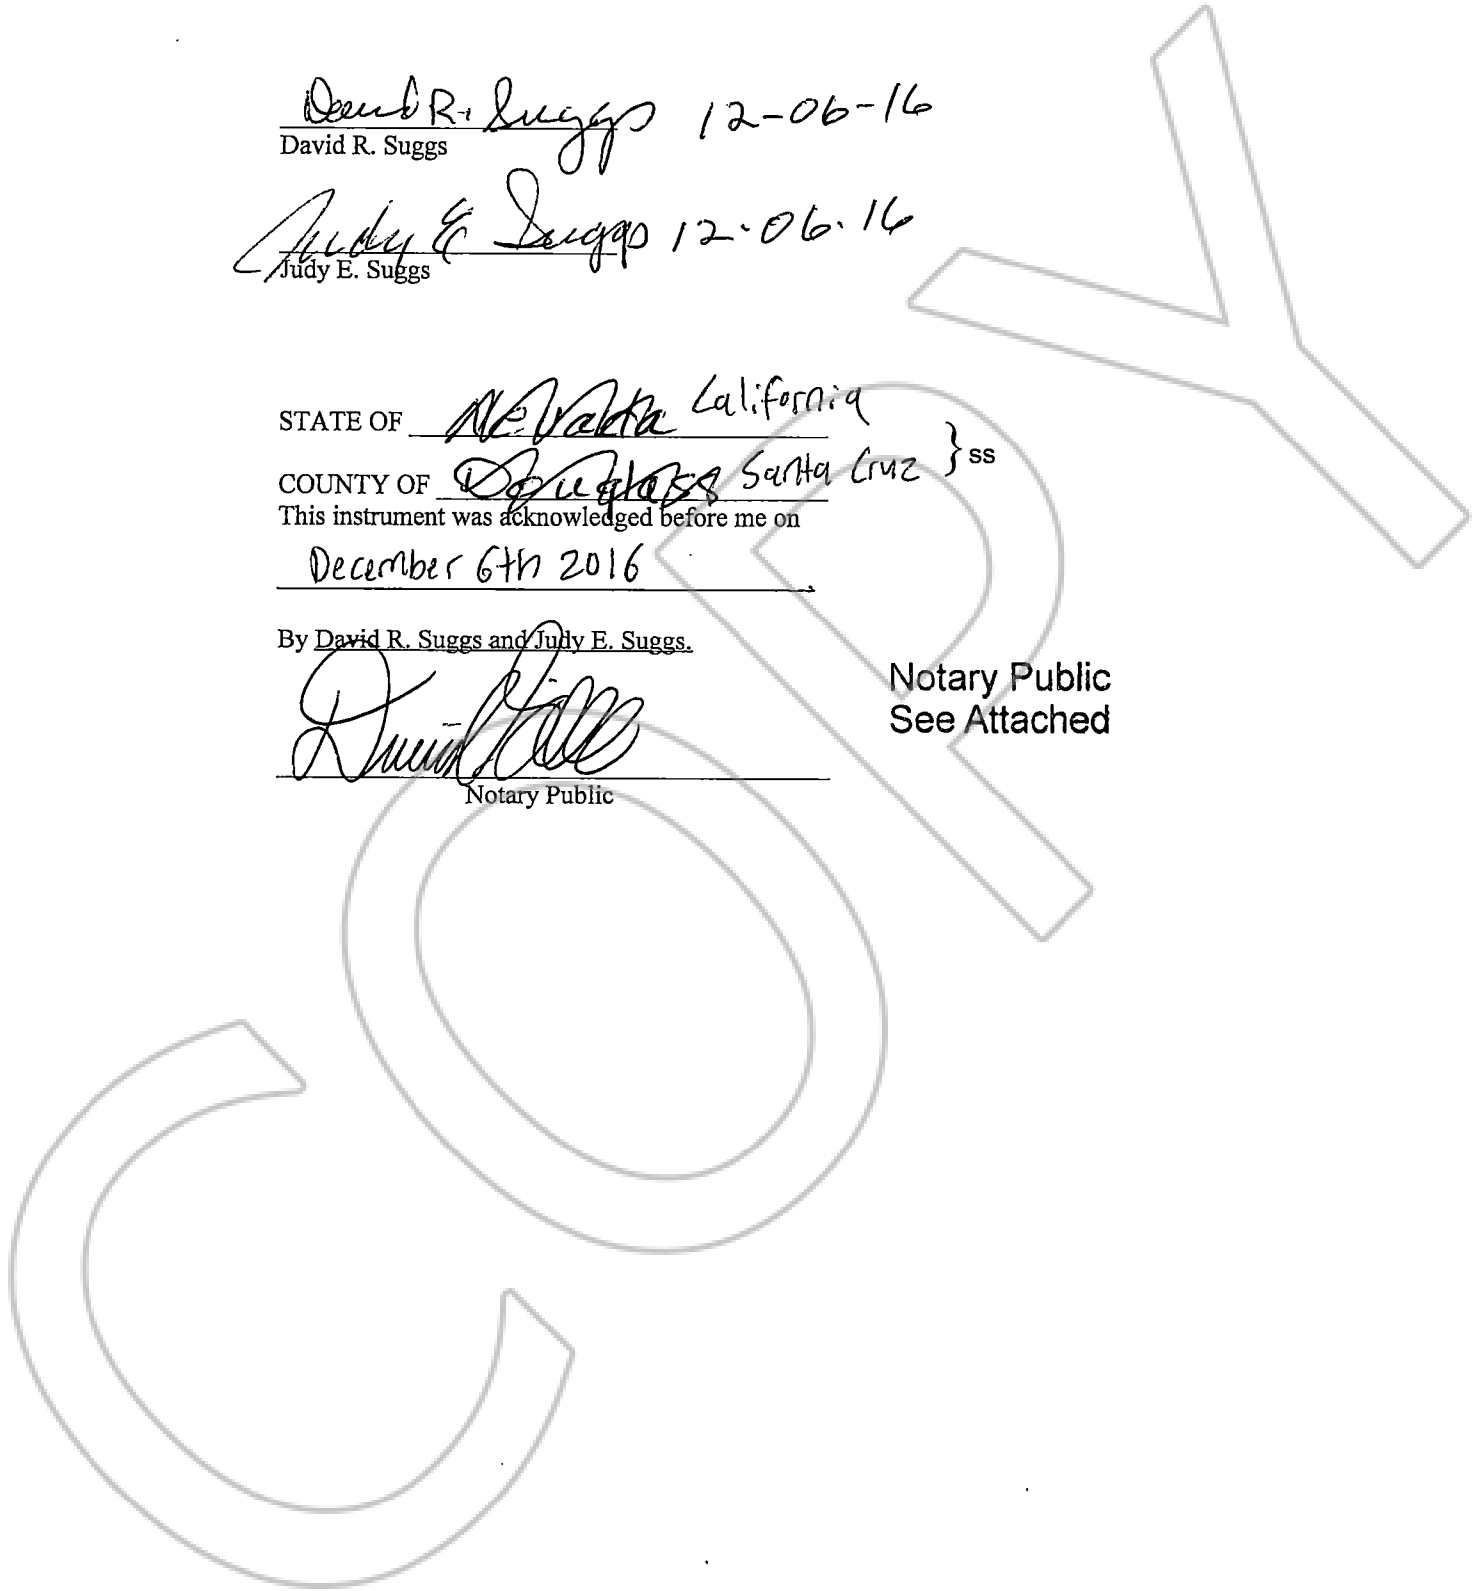 David R. Suggs 12-06-16
David R. Suggs
Judy E Suggs 12.06.16
Judy E. Suggs
STATE OF Nevada California
COUNTY OF Douglass Santa Cruz } ss
This instrument was acknowledged before me on
December 6th 2016
By David R. Suggs and Judy E. Suggs.
Notary Public
See Attached
Notary Public
COPY